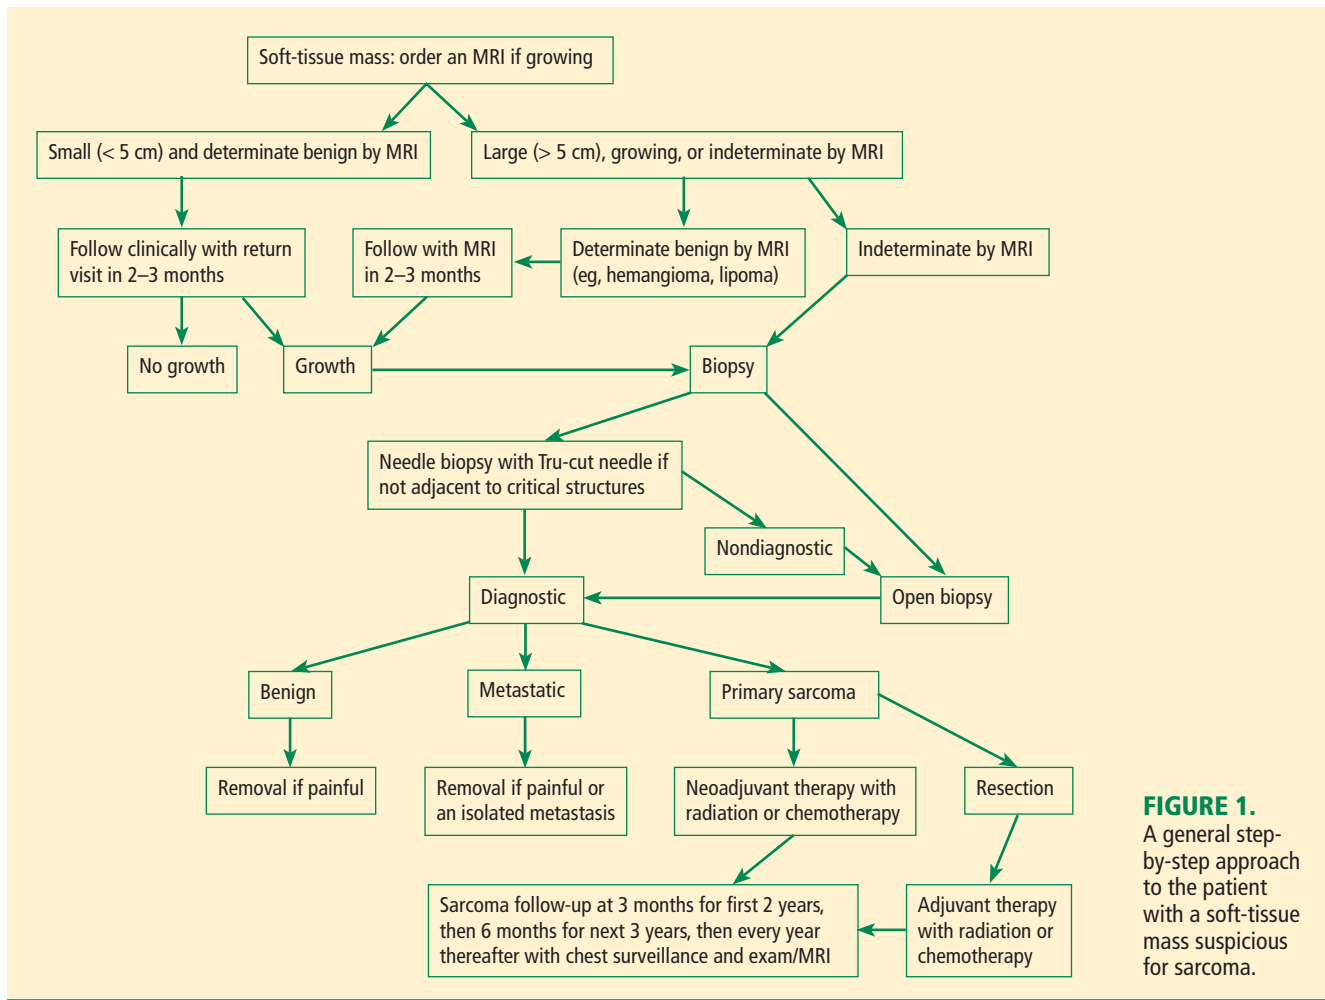 Soft-tissue mass: order an MRI if growing
Small (< 5 cm) and determinate benign by MRI
Large (> 5 cm), growing, or indeterminate by MRI
Follow clinically with return
visit in 2–3 months
Follow with MRI
in 2–3 months
Determinate benign by MRI
(eg, hemangioma, lipoma)
Indeterminate by MRI
No growth
Growth
Biopsy
Needle biopsy with Tru-cut needle if
not adjacent to critical structures
Nondiagnostic
Diagnostic
Open biopsy
Benign
Metastatic
Primary sarcoma
Removal if painful
Removal if painful or
an isolated metastasis
Neoadjuvant therapy with
radiation or chemotherapy
Resection
Sarcoma follow-up at 3 months for first 2 years,
then 6 months for next 3 years, then every year
thereafter with chest surveillance and exam/MRI
Adjuvant therapy
with radiation or
chemotherapy
FIGURE 1.
A general step-
by-step approach
to the patient
with a soft-tissue
mass suspicious
for sarcoma.